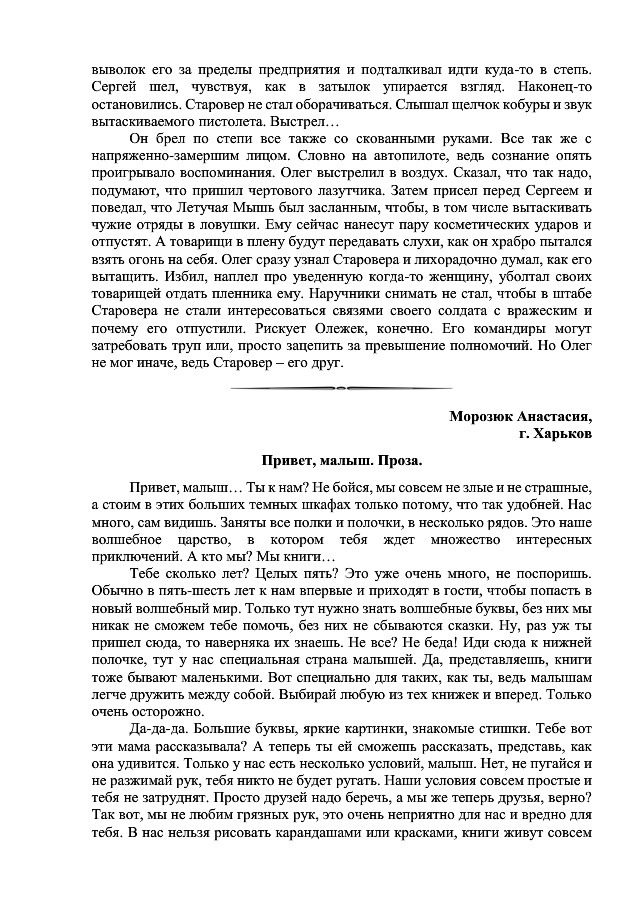 выволок его за пределы предприятия и подталкивал идти куда-то в степь.
Сергей шел, чувствуя, как в затылок упирается взгляд. Наконец-то
остановились. Старовер не стал оборачиваться. Слышал щелчок кобуры и звук
вытаскиваемого пистолета. Выстрел…
Он брел по степи все также со скованными руками. Все так же с
напряженно-замершим лицом. Словно на автопилоте, ведь сознание опять
проигрывало воспоминания. Олег выстрелил в воздух. Сказал, что так надо,
подумают, что пришил чертового лазутчика. Затем присел перед Сергеем и
поведал, что Летучая Мышь был засланным, чтобы, в том числе вытаскивать
чужие отряды в ловушки. Ему сейчас нанесут пару косметических ударов и
отпустят. А товарищи в плену будут передавать слухи, как он храбро пытался
взять огонь на себя. Олег сразу узнал Старовера и лихорадочно думал, как его
вытащить. Избил, наплел про уведенную когда-то женщину, уболтал своих
товарищей отдать пленника ему. Наручники снимать не стал, чтобы в штабе
Старовера не стали интересоваться связями своего солдата с вражеским и
почему его отпустили. Рискует Олежек, конечно. Его командиры могут
затребовать труп или, просто зацепить за превышение полномочий. Но Олег
не мог иначе, ведь Старовер – его друг.
Морозюк Анастасия,
г. Харьков
Привет, малыш. Проза.
Привет, малыш… Ты к нам? Не бойся, мы совсем не злые и не страшные,
а стоим в этих больших темных шкафах только потому, что так удобней. Нас
много, сам видишь. Заняты все полки и полочки, в несколько рядов. Это наше
волшебное царство, в котором тебя ждет множество интересных
приключений. А кто мы? Мы книги…
Тебе сколько лет? Целых пять? Это уже очень много, не поспоришь.
Обычно в пять-шесть лет к нам впервые и приходят в гости, чтобы попасть в
новый волшебный мир. Только тут нужно знать волшебные буквы, без них мы
никак не сможем тебе помочь, без них не сбываются сказки. Ну, раз уж ты
пришел сюда, то наверняка их знаешь. Не все? Не беда! Иди сюда к нижней
полочке, тут у нас специальная страна малышей. Да, представляешь, книги
тоже бывают маленькими. Вот специально для таких, как ты, ведь малышам
легче дружить между собой. Выбирай любую из тех книжек и вперед. Только
очень осторожно.
Да-да-да. Большие буквы, яркие картинки, знакомые стишки. Тебе вот
эти мама рассказывала? А теперь ты ей сможешь рассказать, представь, как
она удивится. Только у нас есть несколько условий, малыш. Нет, не пугайся и
не разжимай рук, тебя никто не будет ругать. Наши условия совсем простые и
тебя не затруднят. Просто друзей надо беречь, а мы же теперь друзья, верно?
Так вот, мы не любим грязных рук, это очень неприятно для нас и вредно для
тебя. В нас нельзя рисовать карандашами или красками, книги живут совсем